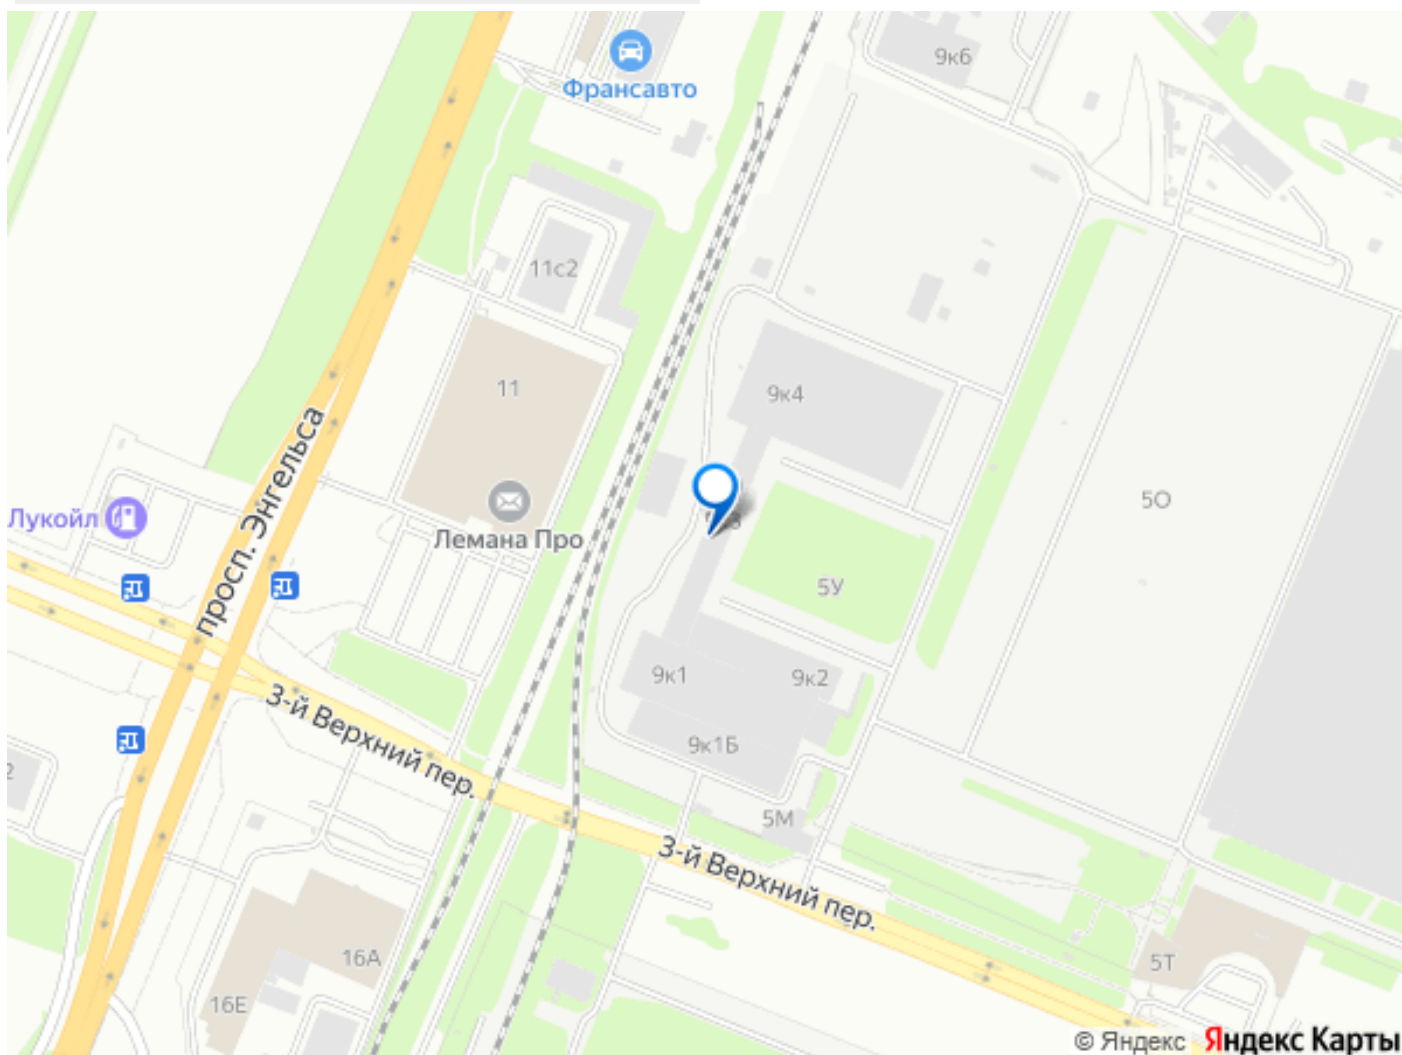 9к6
Франсавто
11с2
11
9к4
5О
Лукойл
Лемана Про
просп. Энгельса
5У
9к1
9к2
3-й Верхний пер.
9к1Б
5М
3-й Верхний пер.
16А
5Т
16Е
© Яндекс Яндекс Карты